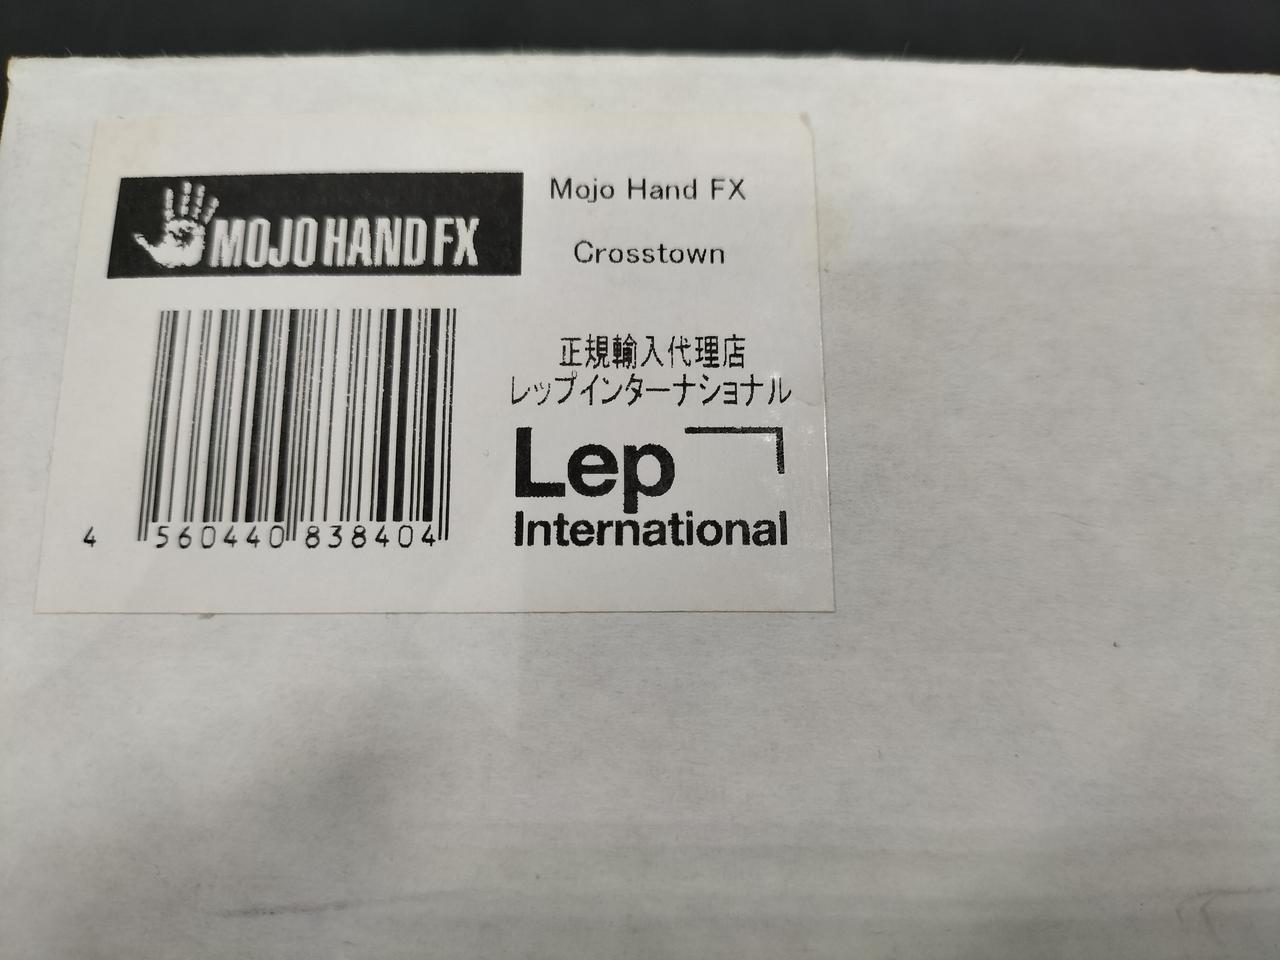 MOJO HAND FX
Mojo Hand FX
Crosstown
正規輸入代理店
レップインターナショナル
Lep
International
4 560440 838404